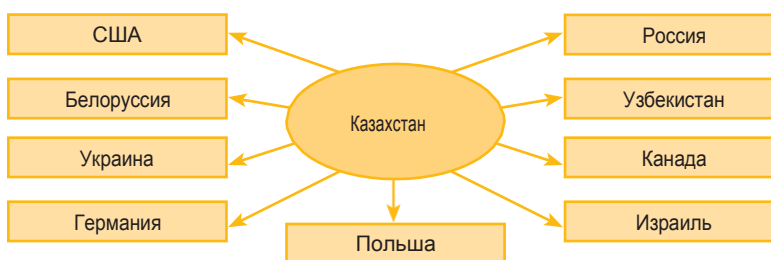 США
Россия
Белоруссия
Узбекистан
Казахстан
Украина
Канада
Германия
Израиль
Польша